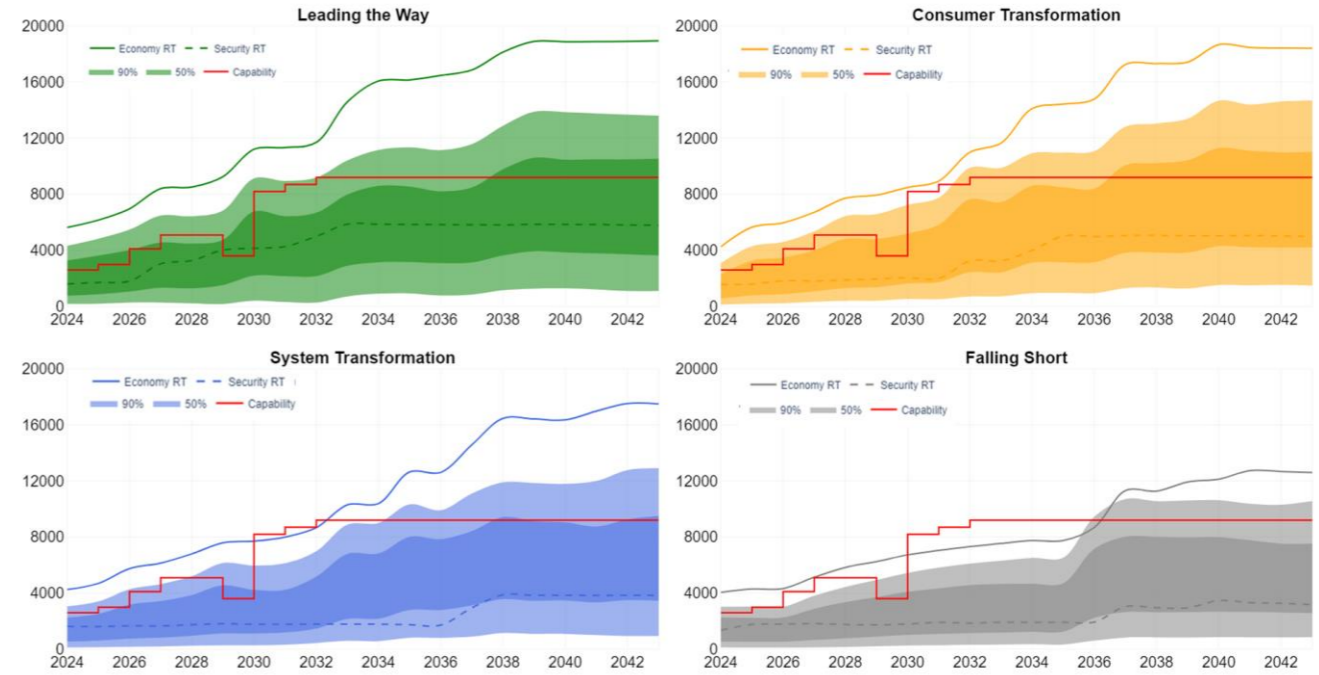 Leading the Way
20000
Economy RT Security RT
90% 50% Capability
16000
12000
8000
4000
0
2024 2026 2028 2030 2032 2034 2036 2038 2040 2042
Consumer Transformation
20000
Economy RT Security RT
90% 50% Capability
16000
12000
8000
4000
0
2024 2026 2028 2030 2032 2034 2036 2038 2040 2042
System Transformation
20000
Economy RT Security RT
90% 50% Capability
16000
12000
8000
4000
0
2024 2026 2028 2030 2032 2034 2036 2038 2040 2042
Falling Short
20000
Economy RT Security RT
90% 50% Capability
16000
12000
8000
4000
0
2024 2026 2028 2030 2032 2034 2036 2038 2040 2042